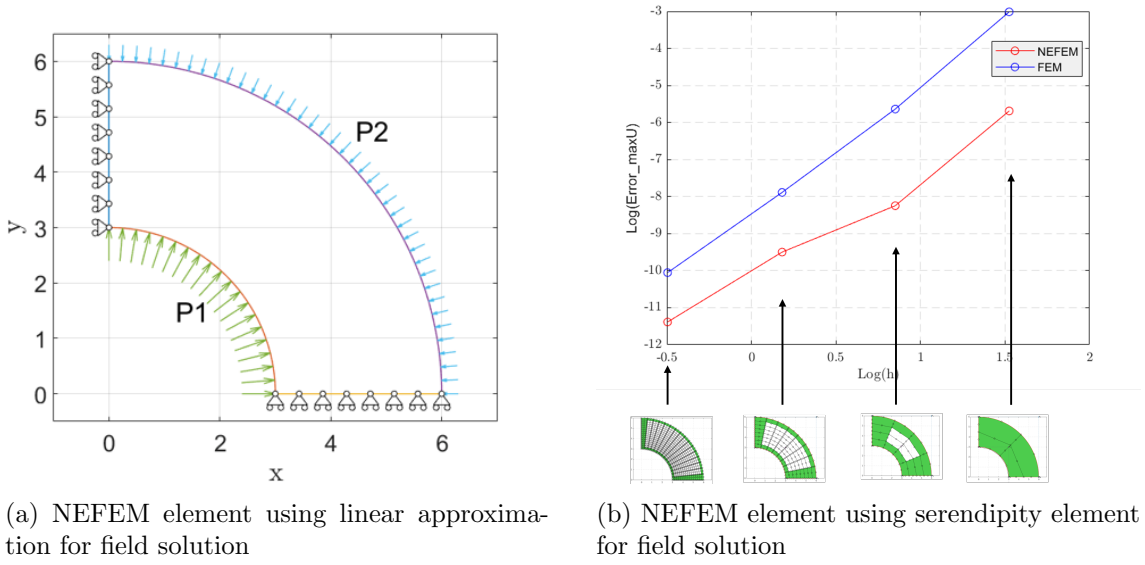 6
5
4
3
2
1
0
y
0
2
4
6
x
P2
P1
-3
-4
-5
-6
-7
-8
-9
-10
-11
-12
Log(Error_maxU)
NEFEM
FEM
-0.5
0
0.5
1
1.5
2
Log(h)
(a) NEFEM element using linear approxima-
tion for field solution
(b) NEFEM element using serendipity element
for field solution